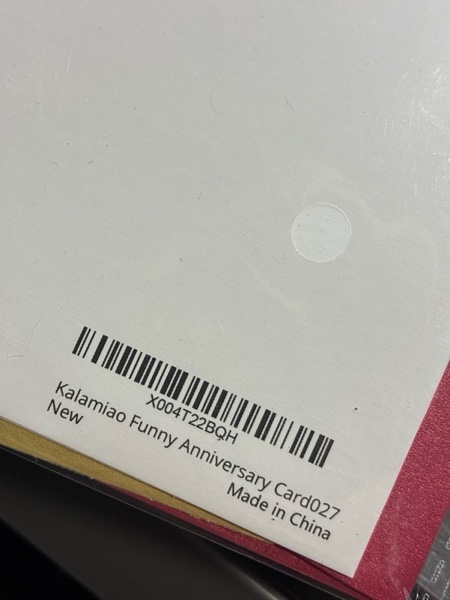 X004T22BQH
Kalamiao Funny Anniversary Card027
New
Made in China